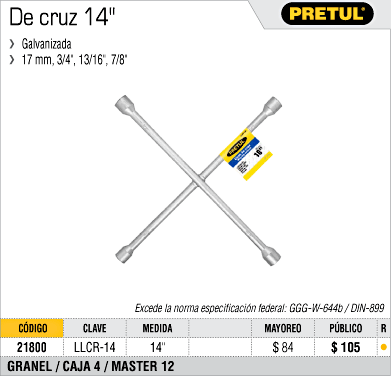 De cruz 14"
PRETUL®
❯ Galvanizada
❯ 17 mm, 3/4", 13/16", 7/8"
PRETUL
Excede la norma especificación federal: GGG-W-644b / DIN-899
CÓDIGO CLAVE MEDIDA MAYOREO PÚBLICO R
21800 LLCR-14 14" $ 84 $ 105 •
GRANEL / CAJA 4 / MASTER 12